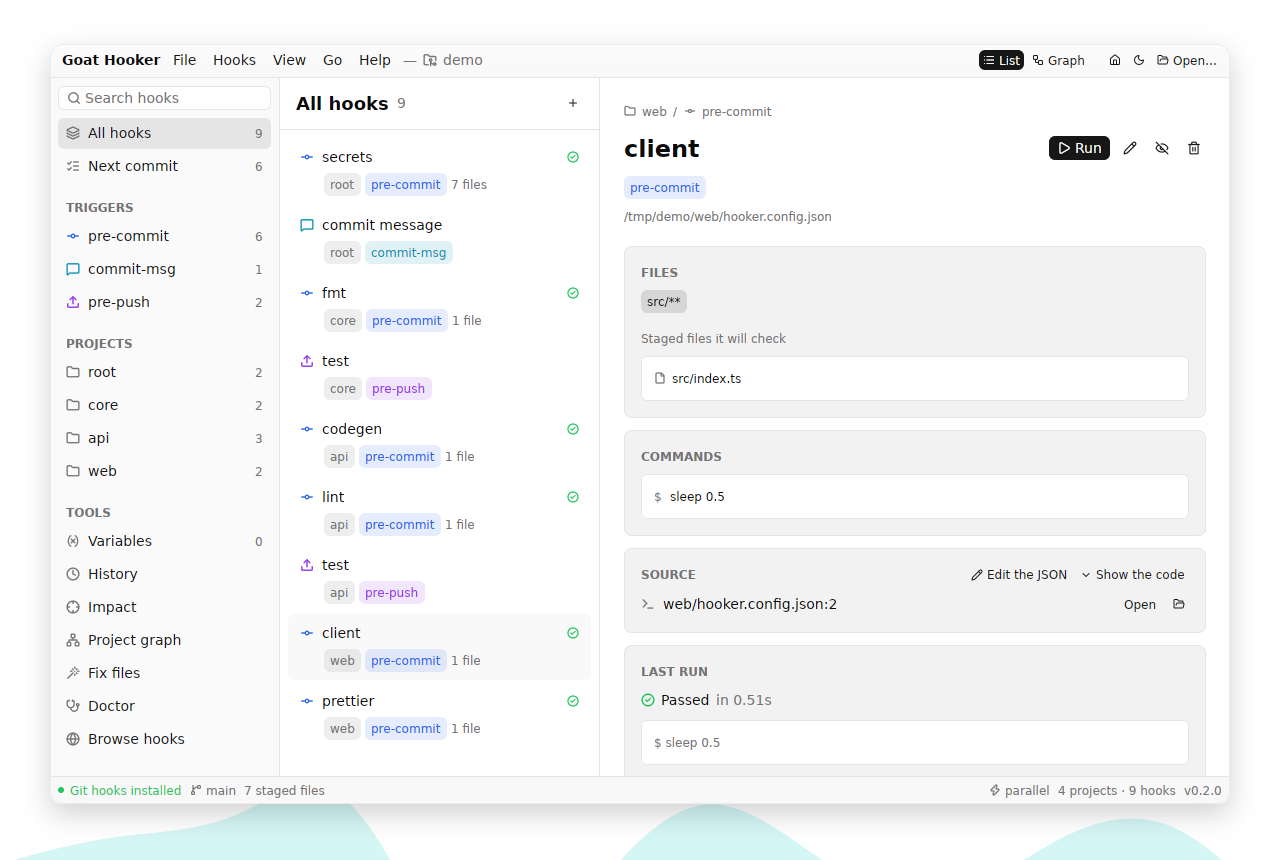 Goat Hooker File Hooks View Go Help — demo List Graph Open...
Search hooks
All hooks 9
Next commit 6
TRIGGERS
pre-commit 6
commit-msg 1
pre-push 2
PROJECTS
root 2
core 2
api 3
web 2
TOOLS
Variables 0
History
Impact
Project graph
Fix files
Doctor
Browse hooks
All hooks 9 +
secrets
root pre-commit 7 files
commit message
root commit-msg
fmt
core pre-commit 1 file
test
core pre-push
codegen
api pre-commit 1 file
lint
api pre-commit 1 file
test
api pre-push
client
web pre-commit 1 file
prettier
web pre-commit 1 file
web / pre-commit
client Run
pre-commit
/tmp/demo/web/hooker.config.json
FILES
src/**
Staged files it will check
src/index.ts
COMMANDS
$ sleep 0.5
SOURCE Edit the JSON Show the code
web/hooker.config.json:2 Open
LAST RUN
Passed in 0.51s
$ sleep 0.5
Git hooks installed main 7 staged files parallel 4 projects · 9 hooks v0.2.0